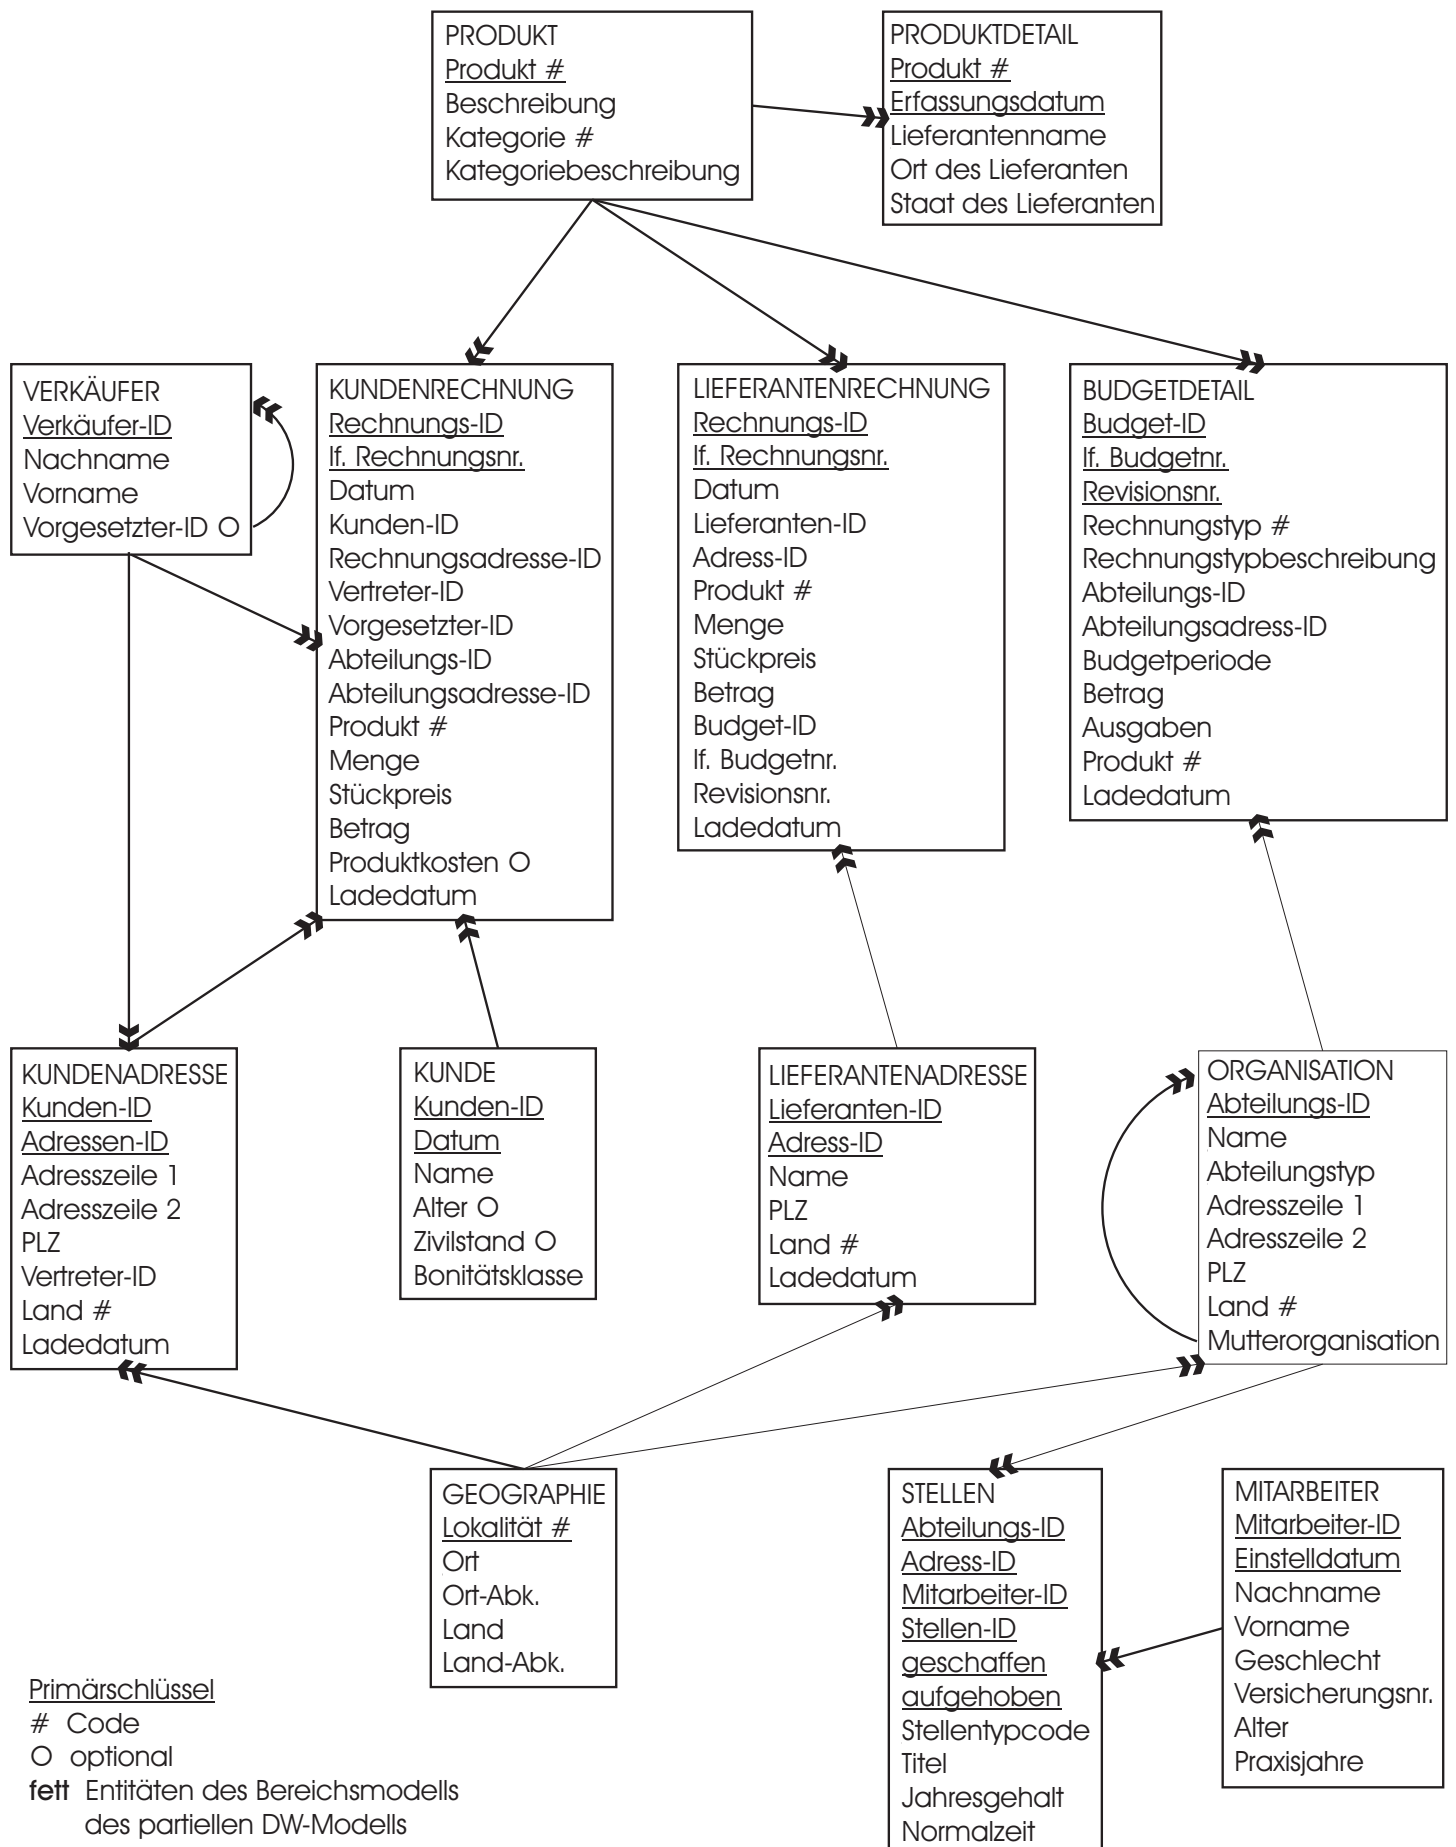 PRODUKT
Produkt #
Beschreibung
Kategorie #
Kategoriebeschreibung
PRODUKTDETAIL
Produkt #
Erfassungsdatum
Lieferantenname
Ort des Lieferanten
Staat des Lieferanten
VERKÄUFER
Verkäufer-ID
Nachname
Vorname
Vorgesetzter-ID O
KUNDENRECHNUNG
Rechnungs-ID
lf. Rechnungsnr.
Datum
Kunden-ID
Rechnungsadresse-ID
Vertreter-ID
Vorgesetzter-ID
Abteilungs-ID
Abteilungsadresse-ID
Produkt #
Menge
Stückpreis
Betrag
Produktkosten O
Ladedatum
LIEFERANTENRECHNUNG
Rechnungs-ID
lf. Rechnungsnr.
Datum
Lieferanten-ID
Adress-ID
Produkt #
Menge
Stückpreis
Betrag
Budget-ID
lf. Budgetnr.
Revisionsnr.
Ladedatum
BUDGETDETAIL
Budget-ID
lf. Budgetnr.
Revisionsnr.
Rechnungstyp #
Rechnungstypbeschreibung
Abteilungs-ID
Abteilungsadress-ID
Budgetperiode
Betrag
Ausgaben
Produkt #
Ladedatum
KUNDENADRESSE
Kunden-ID
Adressen-ID
Adresszeile 1
Adresszeile 2
PLZ
Vertreter-ID
Land #
Ladedatum
KUNDE
Kunden-ID
Datum
Name
Alter O
Zivilstand O
Bonitätsklasse
LIEFERANTENADRESSE
Lieferanten-ID
Adress-ID
Name
PLZ
Land #
Ladedatum
ORGANISATION
Abteilungs-ID
Name
Abteilungstyp
Adresszeile 1
Adresszeile 2
PLZ
Land #
Mutterorganisation
GEOGRAPHIE
Lokalität #
Ort
Ort-Abk.
Land
Land-Abk.
STELLEN
Abteilungs-ID
Adress-ID
Mitarbeiter-ID
Stellen-ID
geschaffen
aufgehoben
Stellentypcode
Titel
Jahresgehalt
Normalzeit
MITARBEITER
Mitarbeiter-ID
Einstelldatum
Nachname
Vorname
Geschlecht
Versicherungsnr.
Alter
Praxisjahre
Primärschlüssel
# Code
O optional
fett Entitäten des Bereichsmodells
des partiellen DW-Modells